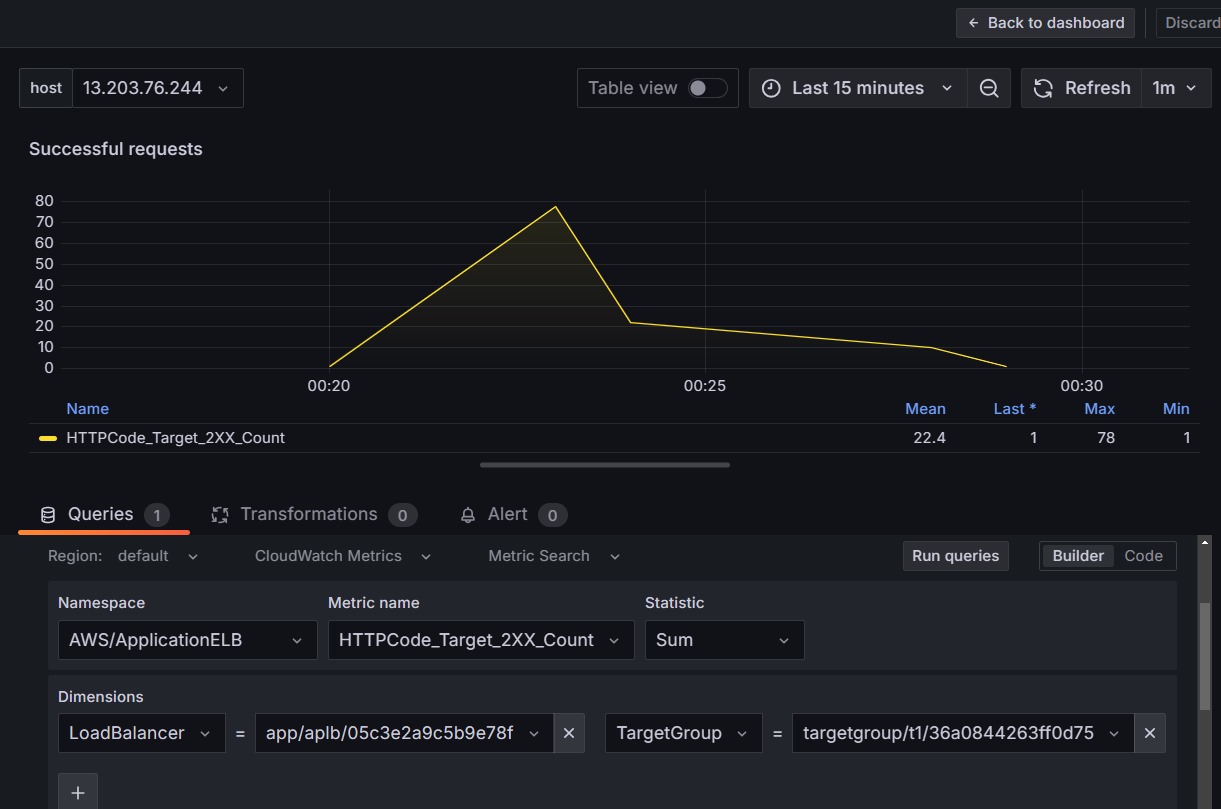 ← Back to dashboard Discard
host 13.203.76.244 Table view Last 15 minutes Refresh 1m
Successful requests
80
70
60
50
40
30
20
10
0
00:20 00:25 00:30
Name Mean Last * Max Min
HTTPCode_Target_2XX_Count 22.4 1 78 1
Queries 1 Transformations 0 Alert 0
Region: default CloudWatch Metrics Metric Search Run queries Builder Code
Namespace Metric name Statistic
AWS/ApplicationELB HTTPCode_Target_2XX_Count Sum
Dimensions
LoadBalancer = app/aplb/05c3e2a9c5b9e78f × TargetGroup = targetgroup/t1/36a0844263ff0d75 ×
+